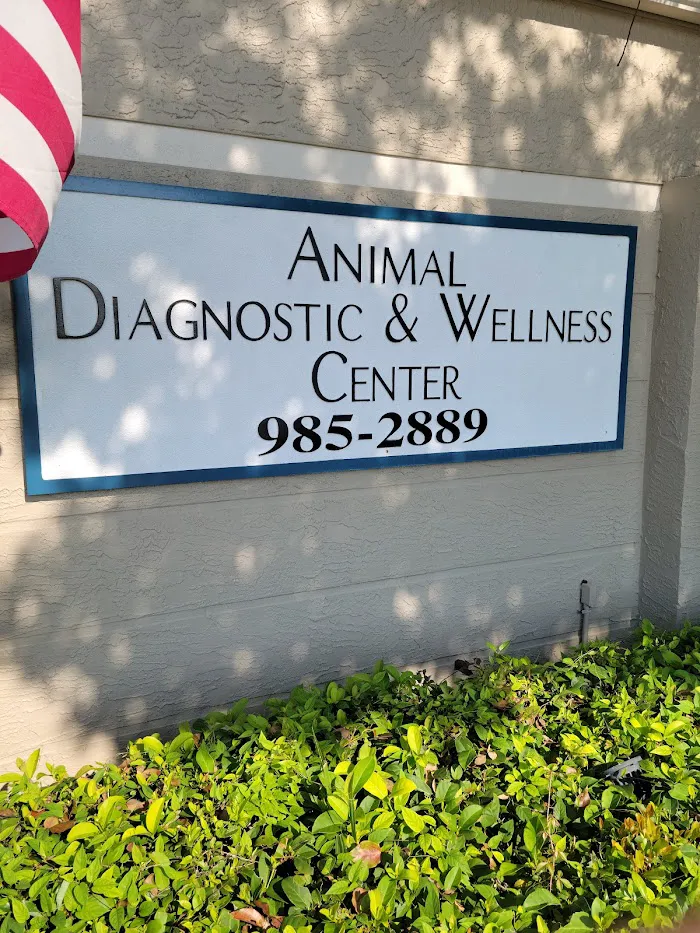 ANIMAL
DIAGNOSTIC & WELLNESS
CENTER
985-2889